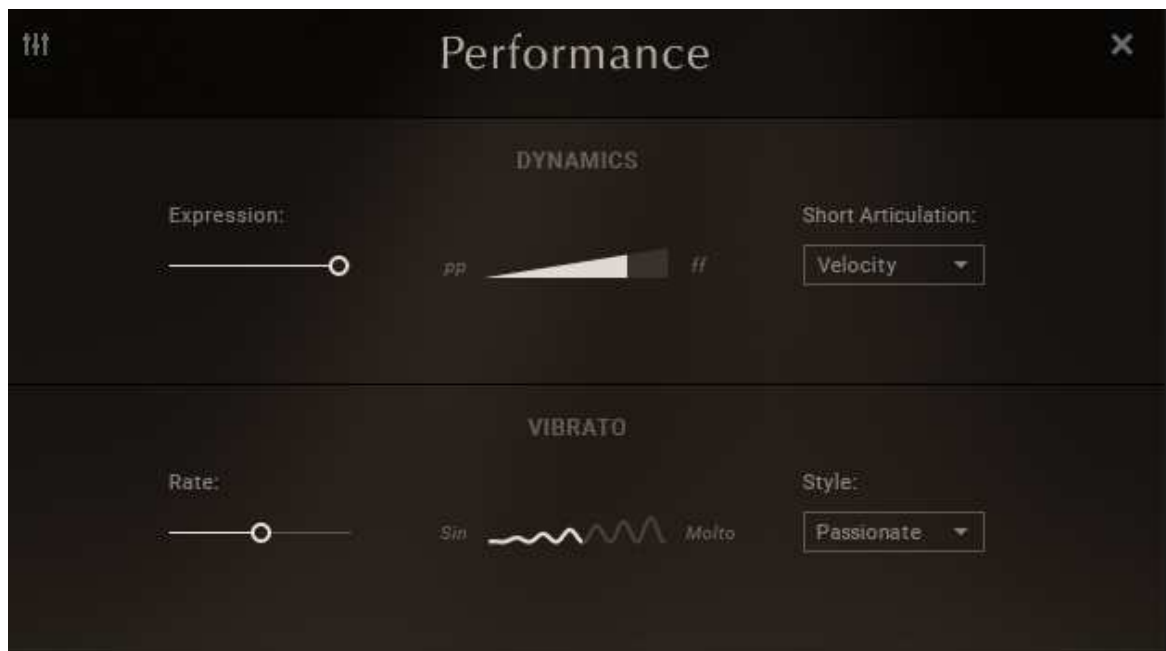 Performance
DYNAMICS
Expression:
Short Articulation:
pp
ff
Velocity
VIBRATO
Rate:
Style:
Sin
Molto
Passionate